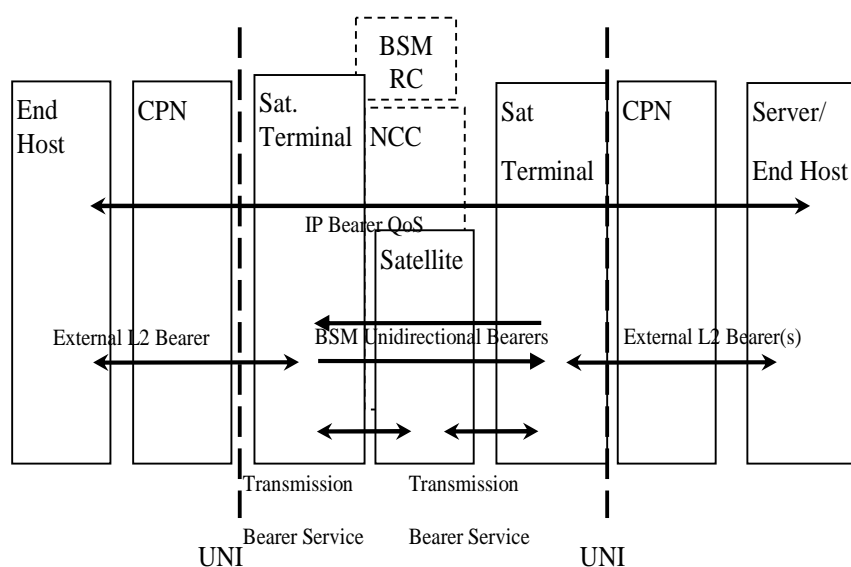 BSM
RC
End
Host
CPN
Sat.
Terminal
NCC
Sat
Terminal
CPN
Server/
End Host
IP Bearer QoS
Satellite
External L2 Bearer
BSM Unidirectional Bearers
External L2 Bearer(s)
Transmission
Bearer Service
Transmission
Bearer Service
UNI
UNI